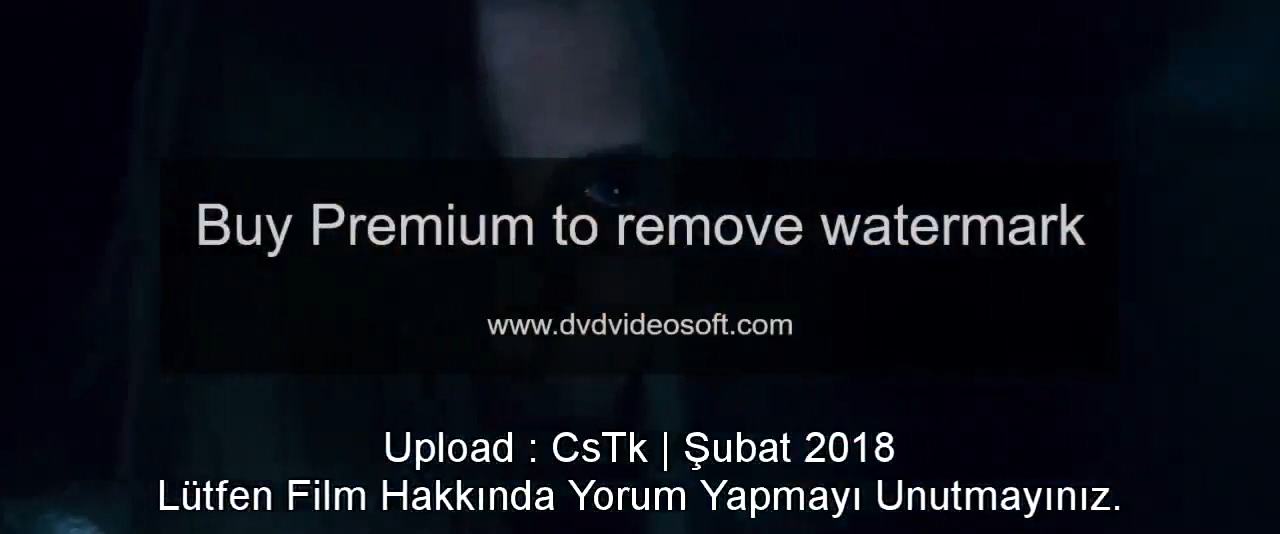 Buy Premium to remove watermark
www.dvdvideosoft.com
Upload : CsTk | Şubat 2018
Lütfen Film Hakkında Yorum Yapmayı Unutmayınız.